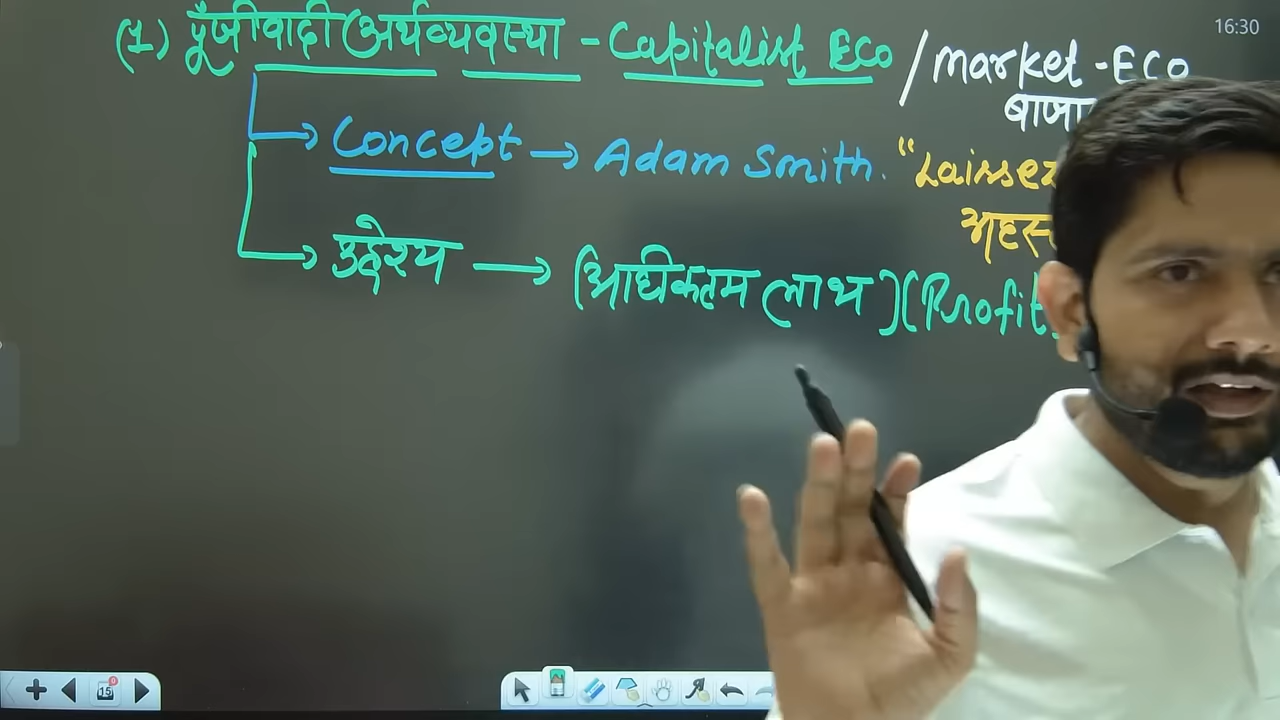 16:30
(1) पूँजीवादी अर्थव्यवस्था - Capitalist Eco / market - Eco
Concept → Adam Smith. "Laissez
उद्देश्य → (अधिकतम लाभ) (Profit)
15